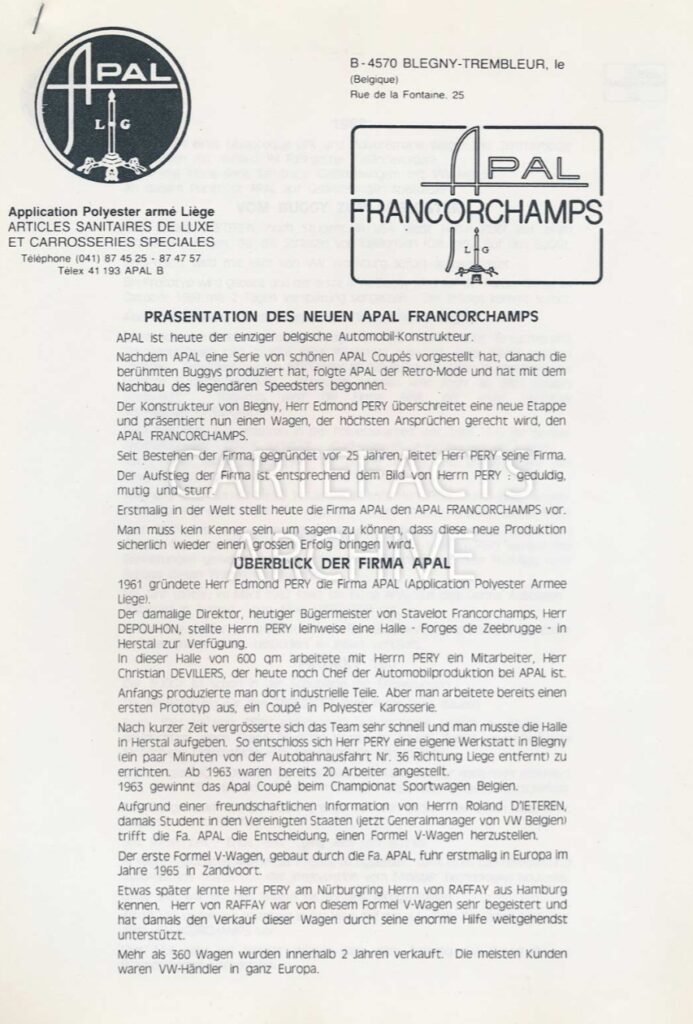 APAL
L G
B - 4570 BLEGNY-TREMBLEUR, le
(Belgique)
Rue de la Fontaine, 25
APAL
FRANCORCHAMPS
L G
Application Polyester armé Liège
ARTICLES SANITAIRES DE LUXE
ET CARROSSERIES SPECIALES
Téléphone (041) 87 45 25 - 87 47 57
Télex 41 193 APAL B
PRÄSENTATION DES NEUEN APAL FRANCORCHAMPS
APAL ist heute der einziger belgische Automobil-Konstrukteur.
Nachdem APAL eine Serie von schönen APAL Coupés vorgestellt hat, danach die
berühmten Buggys produziert hat, folgte APAL der Retro-Mode und hat mit dem
Nachbau des legendären Speedsters begonnen.
Der Konstrukteur von Blegny, Herr Edmond PERY überschreitet eine neue Etappe
und präsentiert nun einen Wagen, der höchsten Ansprüchen gerecht wird, den
APAL FRANCORCHAMPS.
Seit Bestehen der Firma, gegründet vor 25 Jahren, leitet Herr PERY seine Firma.
Der Aufstieg der Firma ist entsprechend dem Bild von Herrn PERY : geduldig,
mutig und sturr.
Erstmalig in der Welt stellt heute die Firma APAL den APAL FRANCORCHAMPS vor.
Man muss kein Kenner sein, um sagen zu können, dass diese neue Produktion
sicherlich wieder einen grossen Erfolg bringen wird.
CARTEFACTS
ARCHIVE
ÜBERBLICK DER FIRMA APAL
1961 gründete Herr Edmond PERY die Firma APAL (Application Polyester Armee
Liege).
Der damalige Direktor, heutiger Bügermeister von Stavelot Francorchamps, Herr
DEPOUHON, stellte Herrn PERY leihweise eine Halle - Forges de Zeebrugge - in
Herstal zur Verfügung.
In dieser Halle von 600 qm arbeitete mit Herrn PERY ein Mitarbeiter, Herr
Christian DEVILLERS, der heute noch Chef der Automobilproduktion bei APAL ist.
Anfangs produzierte man dort industrielle Teile. Aber man arbeitete bereits einen
ersten Prototyp aus, ein Coupé in Polyester Karosserie.
Nach kurzer Zeit vergrösserte sich das Team sehr schnell und man musste die Halle
in Herstal aufgeben. So entschloss sich Herr PERY eine eigene Werkstatt in Blegny
(ein paar Minuten von der Autobahnausfahrt Nr. 36 Richtung Liege entfernt) zu
errichten. Ab 1963 waren bereits 20 Arbeiter angestellt.
1963 gewinnt das Apal Coupé beim Championat Sportwagen Belgien.
Aufgrund einer freundschaftlichen Information von Herrn Roland D'IETEREN,
damals Student in den Vereinigten Staaten (jetzt Generalmanager von VW Belgien)
trifft die Fa. APAL die Entscheidung, einen Formel V-Wagen herzustellen.
Der erste Formel V-Wagen, gebaut durch die Fa. APAL, fuhr erstmalig in Europa im
Jahre 1965 in Zandvoort.
Etwas später lernte Herr PERY am Nürburgring Herrn von RAFFAY aus Hamburg
kennen. Herr von RAFFAY war von diesem Formel V-Wagen sehr begeistert und
hat damals den Verkauf dieser Wagen durch seine enorme Hilfe weitgehendst
unterstützt.
Mehr als 360 Wagen wurden innerhalb 2 Jahren verkauft. Die meisten Kunden
waren VW-Händler in ganz Europa.